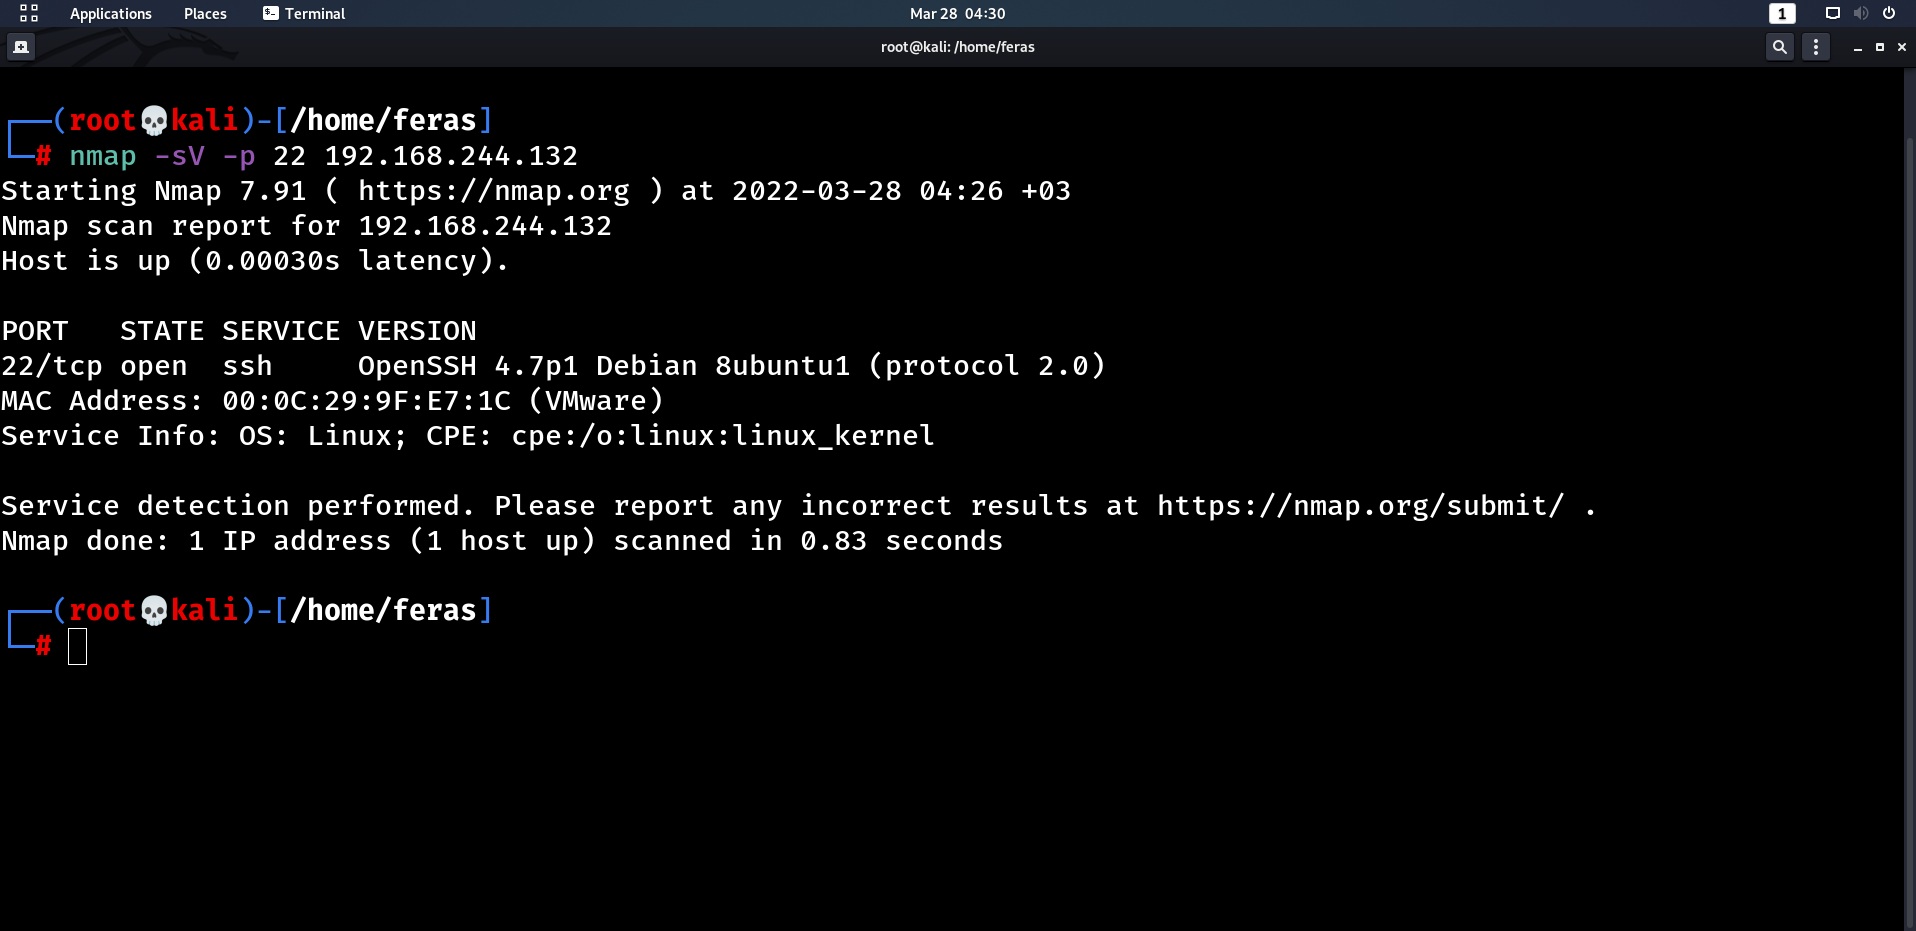 Applications Places Terminal Mar 28 04:30 1
root@kali: /home/feras
┌──(root💀kali)-[/home/feras]
└─# nmap -sV -p 22 192.168.244.132
Starting Nmap 7.91 ( https://nmap.org ) at 2022-03-28 04:26 +03
Nmap scan report for 192.168.244.132
Host is up (0.00030s latency).
PORT   STATE SERVICE VERSION
22/tcp open  ssh     OpenSSH 4.7p1 Debian 8ubuntu1 (protocol 2.0)
MAC Address: 00:0C:29:9F:E7:1C (VMware)
Service Info: OS: Linux; CPE: cpe:/o:linux:linux_kernel
Service detection performed. Please report any incorrect results at https://nmap.org/submit/ .
Nmap done: 1 IP address (1 host up) scanned in 0.83 seconds
┌──(root💀kali)-[/home/feras]
└─#